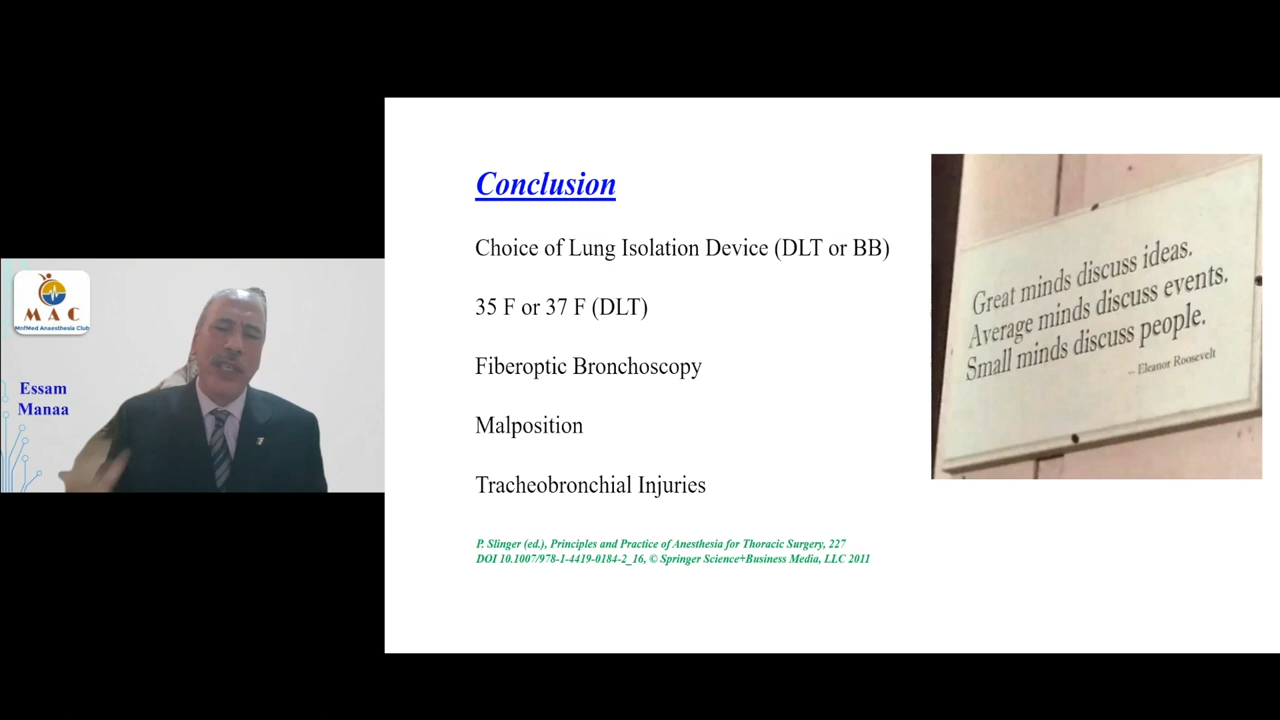 M A C
MnfMed Anaesthesia Club
Essam
Manaa
Conclusion
Choice of Lung Isolation Device (DLT or BB)
35 F or 37 F (DLT)
Fiberoptic Bronchoscopy
Malposition
Tracheobronchial Injuries
P. Slinger (ed.), Principles and Practice of Anesthesia for Thoracic Surgery, 227
DOI 10.1007/978-1-4419-0184-2_16, © Springer Science+Business Media, LLC 2011
Great minds discuss ideas.
Average minds discuss events.
Small minds discuss people.
-- Eleanor Roosevelt